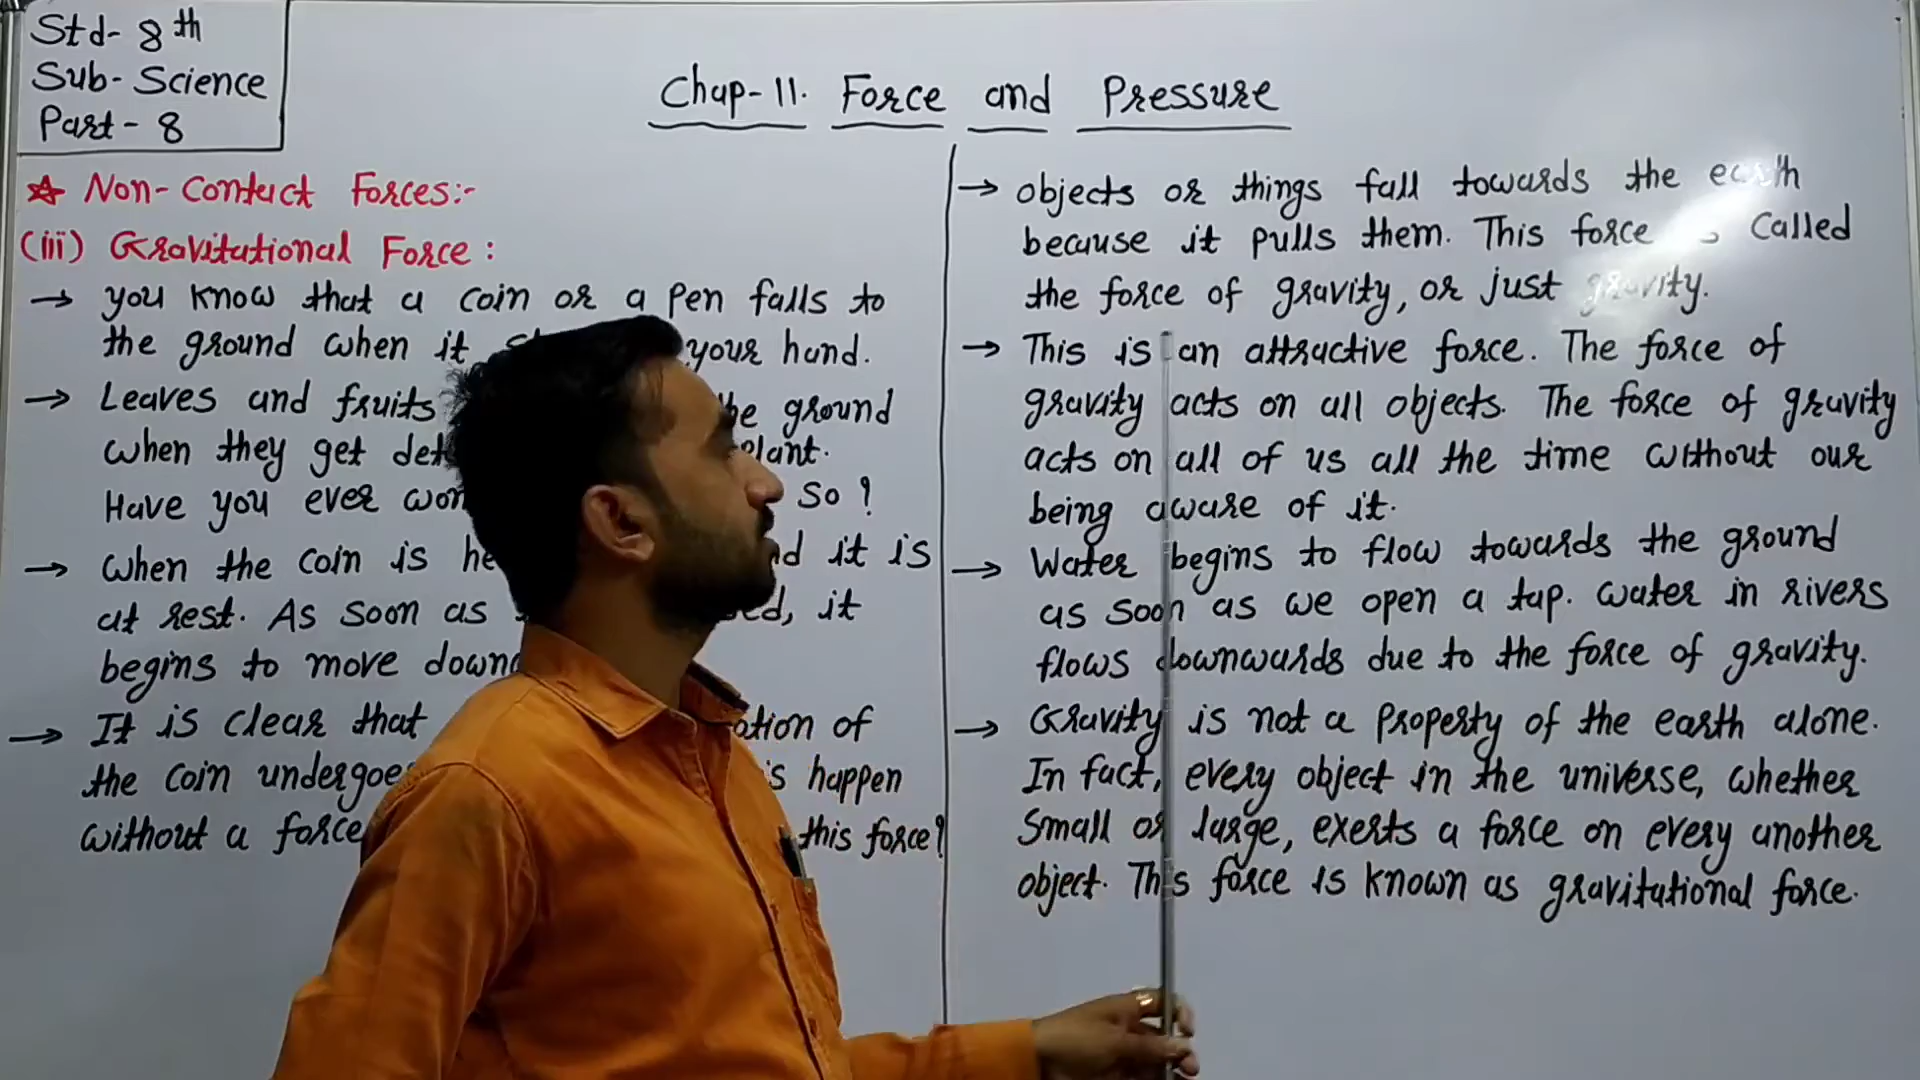 Std- 8th
Sub- Science
Part- 8
Chap-11. Force and Pressure
☆ Non-Contact Forces:-
(iii) Gravitational Force:
→ you know that a coin or a pen falls to
the ground when it your hand.
→ Leaves and fruits the ground
when they get plant.
Have you ever so?
→ when the coin is it is
at rest. As soon as it
begins to move
→ It is clear that of
the coin happen
without a force this force?
→ objects or things fall towards the earth
because it pulls them. This force is called
the force of gravity, or just gravity.
→ This is an attractive force. The force of
gravity acts on all objects. The force of gravity
acts on all of us all the time without our
being aware of it.
→ Water begins to flow towards the ground
as soon as we open a tap. water in rivers
flows downwards due to the force of gravity.
→ Gravity is not a property of the earth alone.
In fact, every object in the universe, whether
small or large, exerts a force on every another
object. This force is known as gravitational force.